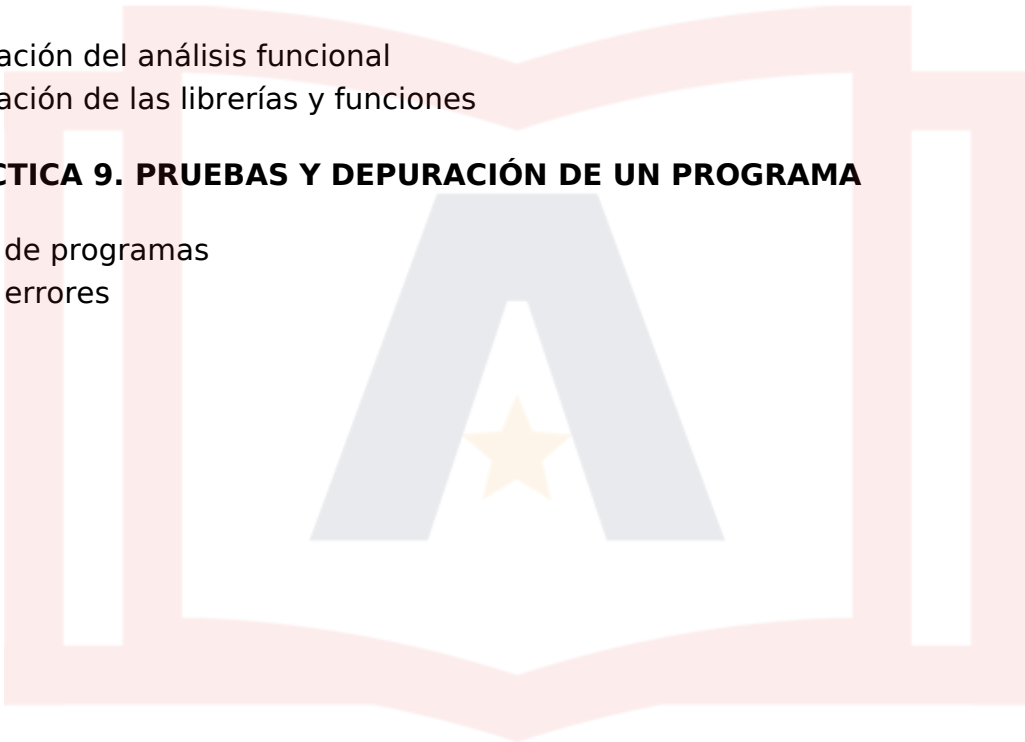 ación del análisis funcional
ación de las librerías y funciones
CTICA 9. PRUEBAS Y DEPURACIÓN DE UN PROGRAMA
de programas
errores